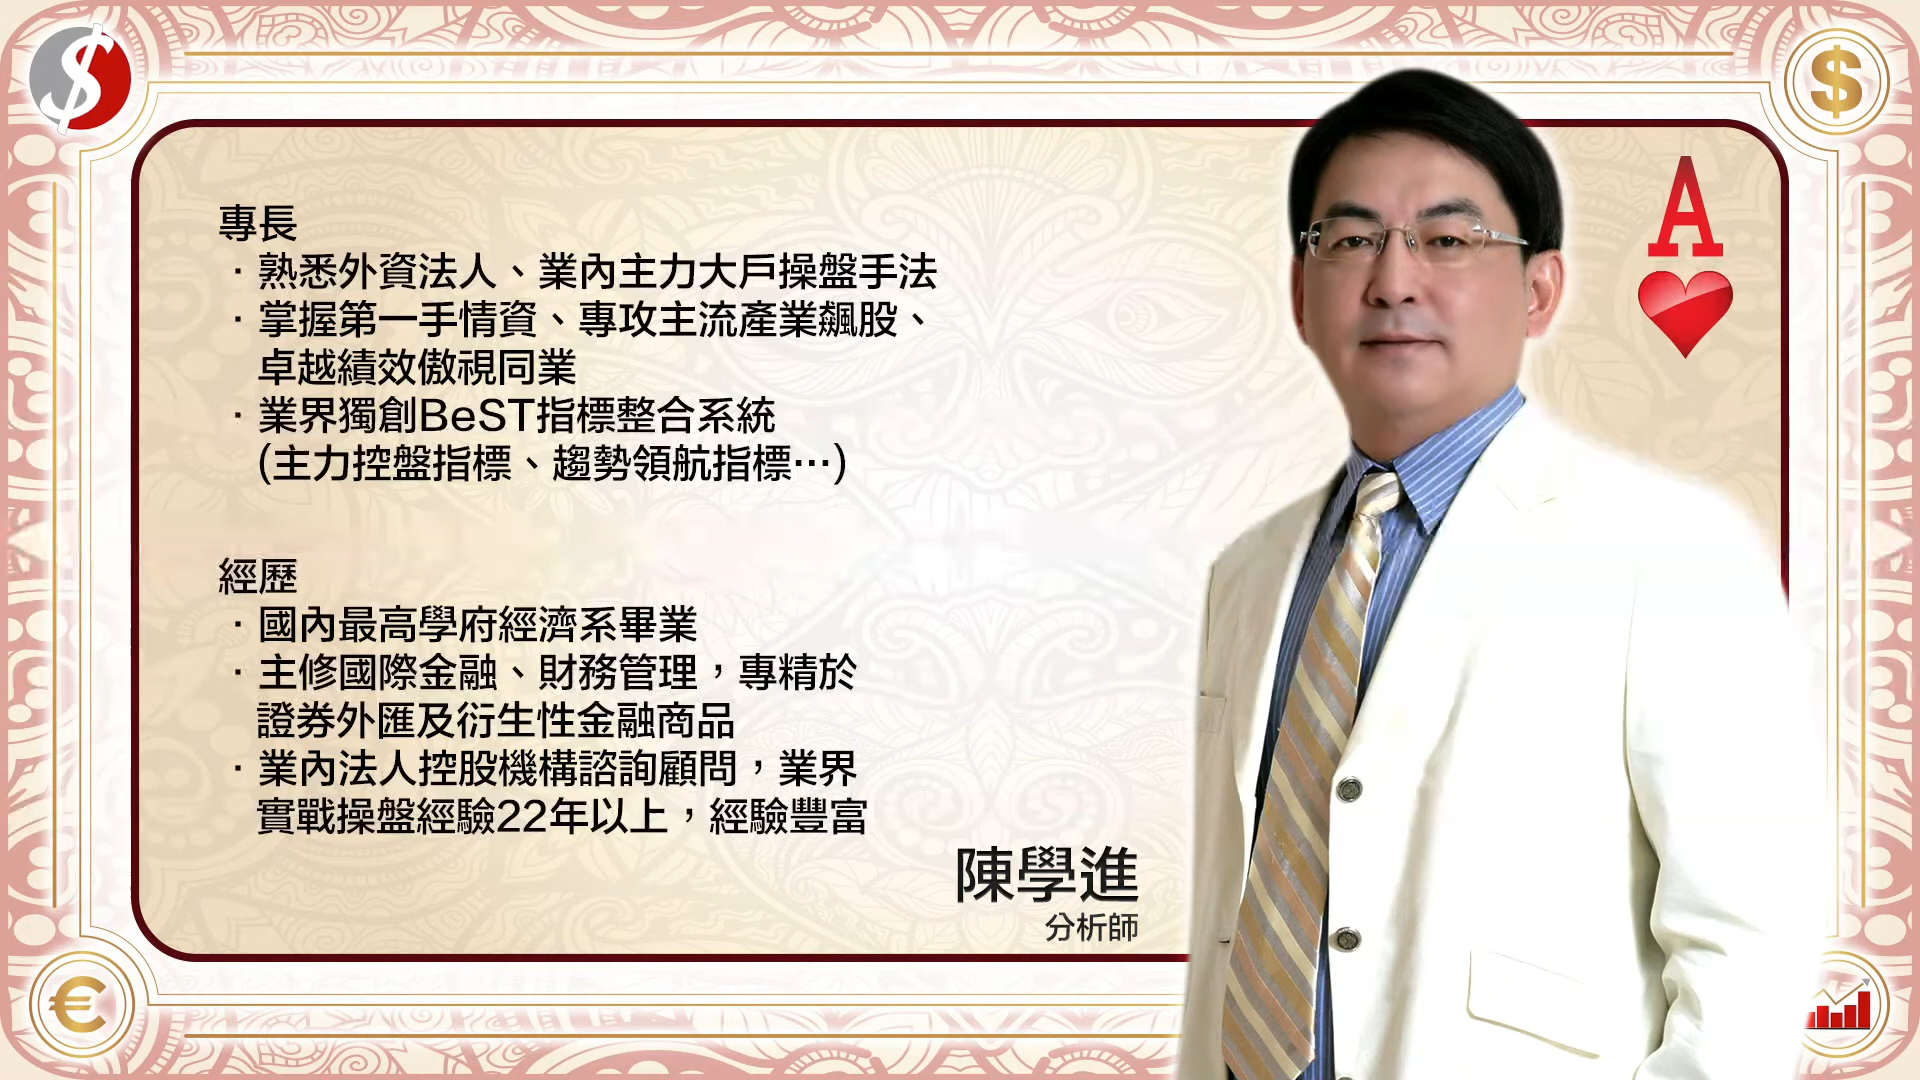 專長
·熟悉外資法人、業內主力大戶操盤手法
·掌握第一手情資、專攻主流產業飆股、
卓越績效傲視同業
·業界獨創BeST指標整合系統
(主力控盤指標、趨勢領航指標…)
經歷
·國內最高學府經濟系畢業
·主修國際金融、財務管理，專精於
證券外匯及衍生性金融商品
·業內法人控股機構諮詢顧問，業界
實戰操盤經驗22年以上，經驗豐富
陳學進
分析師
A
$
$
€